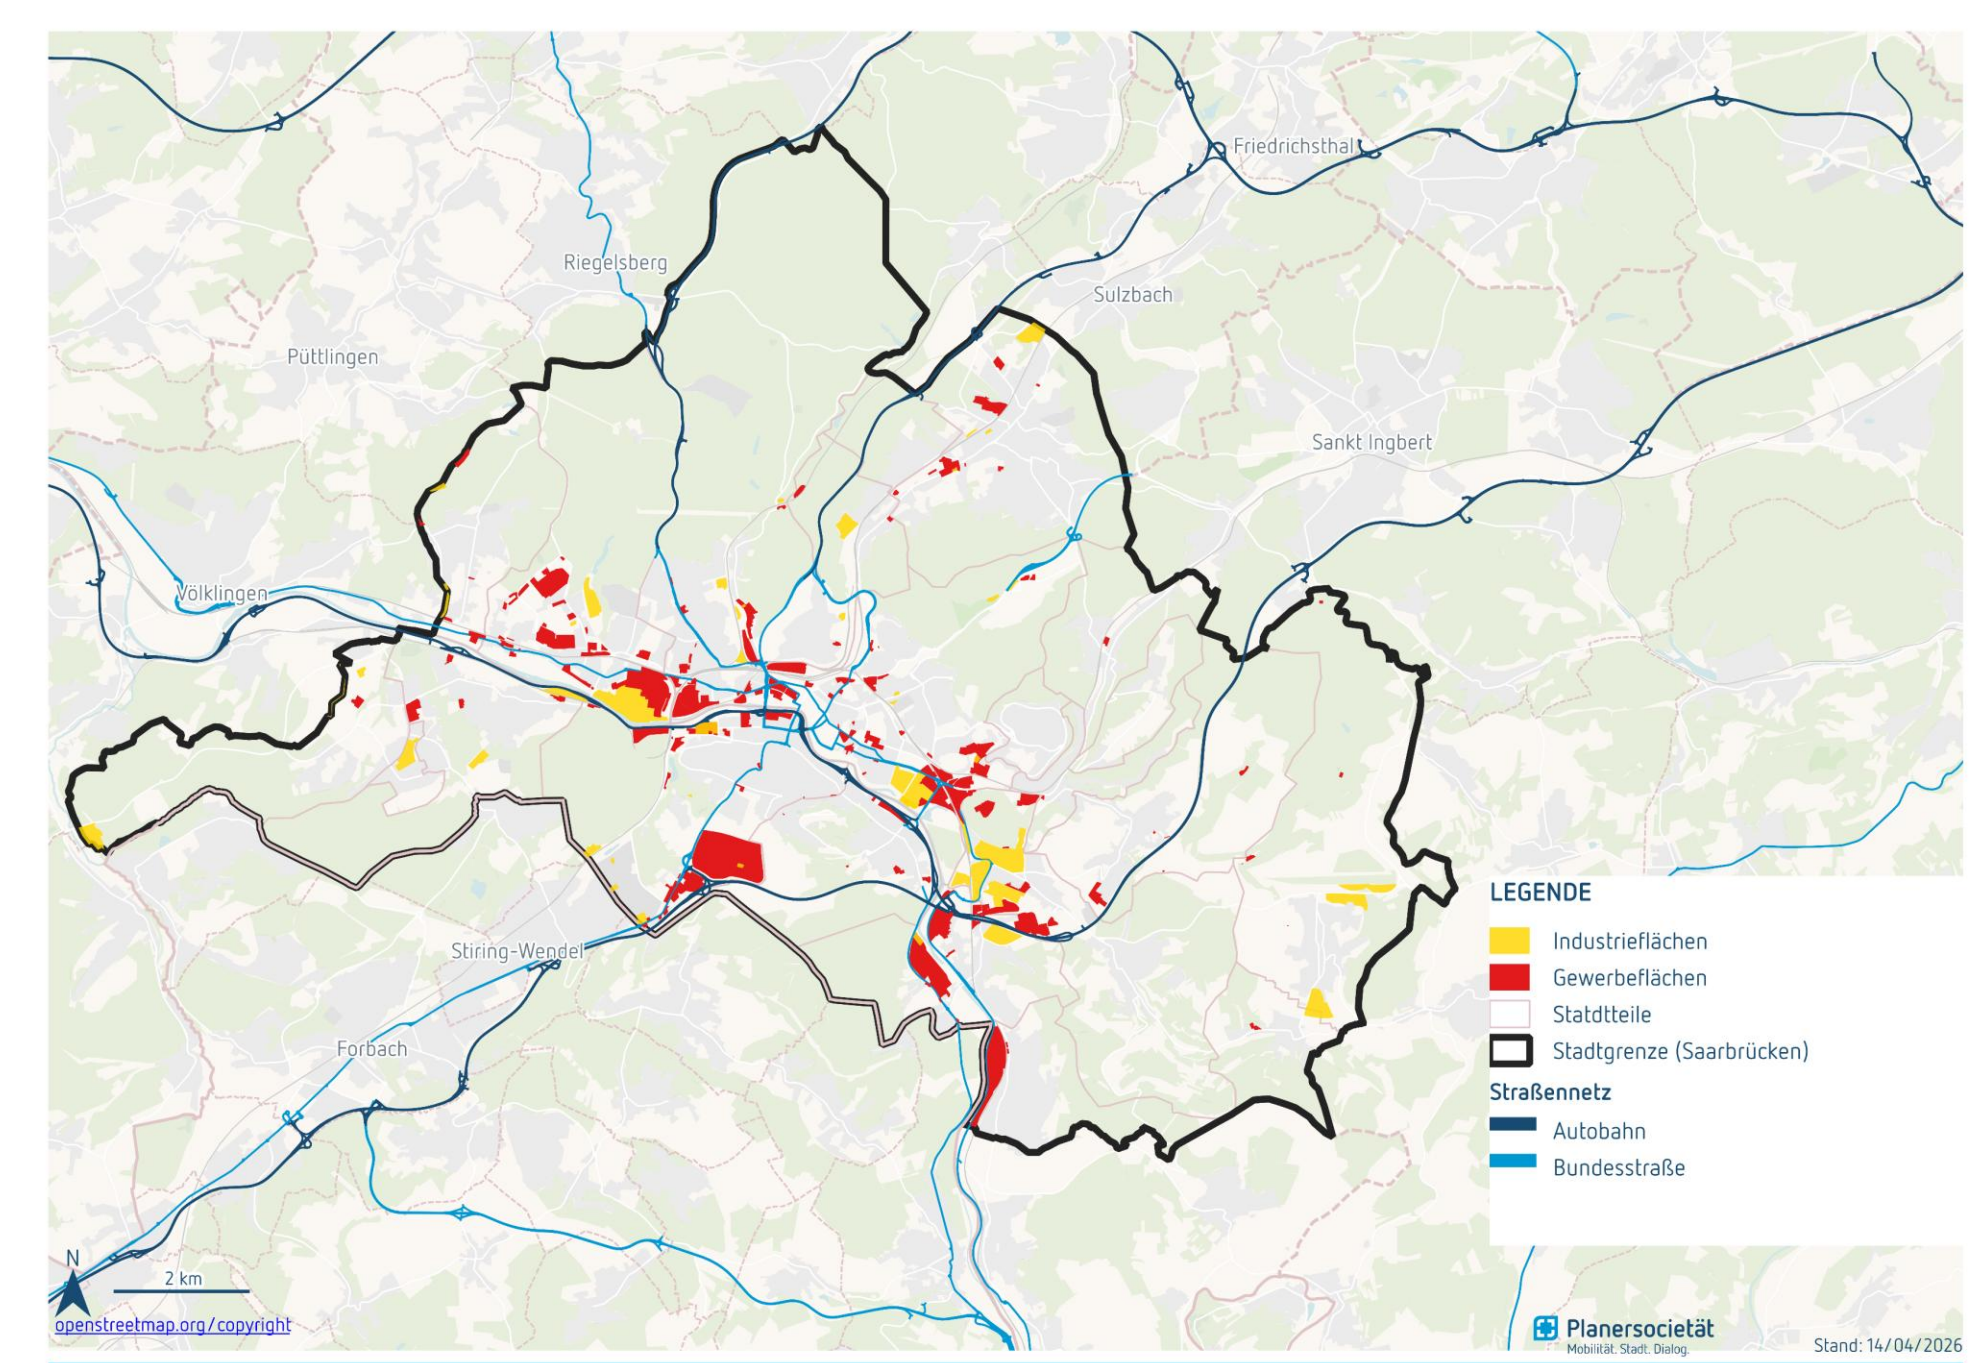 Friedrichsthal
Riegelsberg
Sulzbach
Püttlingen
Sankt Ingbert
Völklingen
Stiring-Wendel
Forbach
LEGENDE
Industrieflächen
Gewerbeflächen
Statdtteile
Stadtgrenze (Saarbrücken)
Straßennetz
Autobahn
Bundesstraße
N
2 km
openstreetmap.org/copyright
Planersocietät
Mobilität. Stadt. Dialog.
Stand: 14/04/2026